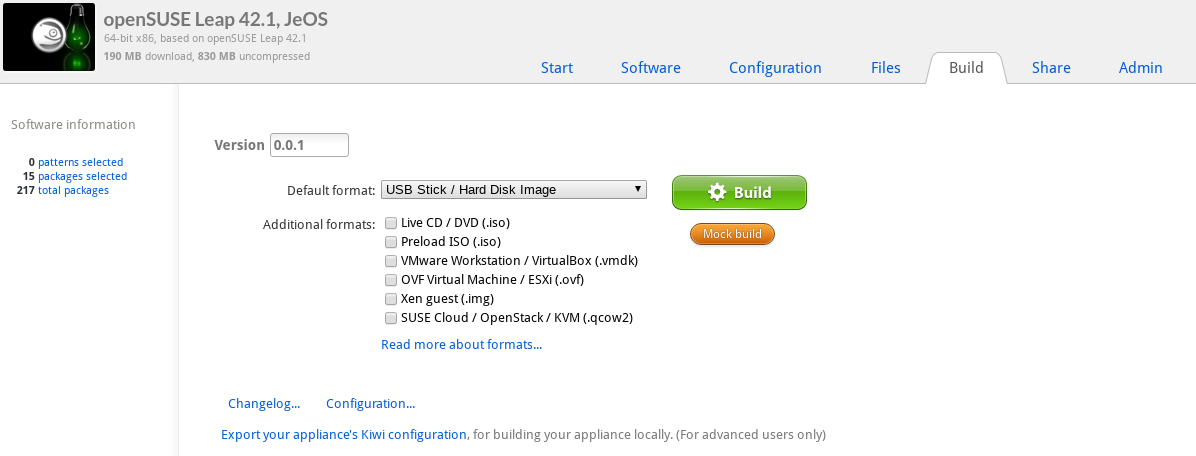 openSUSE Leap 42.1, JeOS
64-bit x86, based on openSUSE Leap 42.1
190 MB download, 830 MB uncompressed
Start Software Configuration Files Build Share Admin
Software information
0 patterns selected
15 packages selected
217 total packages
Version 0.0.1
Default format: USB Stick / Hard Disk Image
Build
Additional formats: Live CD / DVD (.iso)
Mock build
Preload ISO (.iso)
VMware Workstation / VirtualBox (.vmdk)
OVF Virtual Machine / ESXi (.ovf)
Xen guest (.img)
SUSE Cloud / OpenStack / KVM (.qcow2)
Read more about formats...
Changelog... Configuration...
Export your appliance's Kiwi configuration, for building your appliance locally. (For advanced users only)